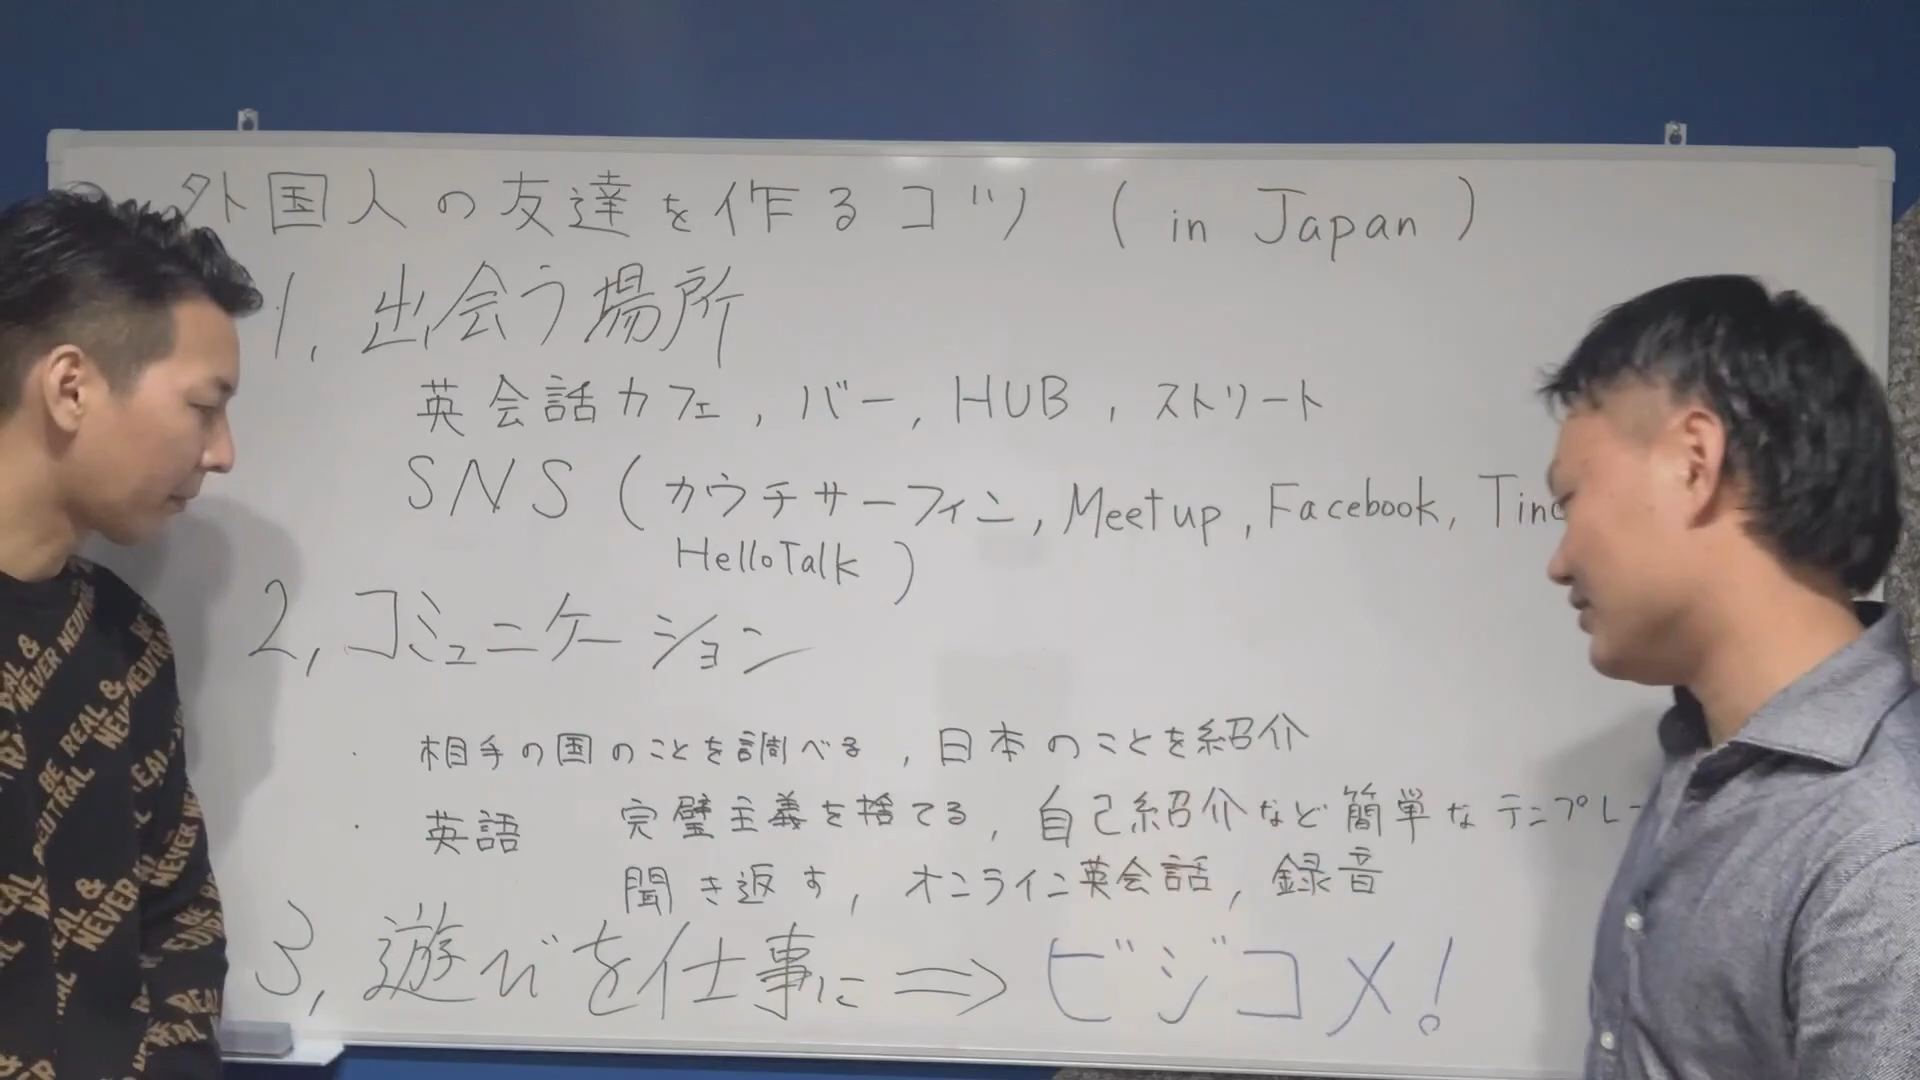 外国人の友達を作るコツ (in Japan)
1. 出会う場所
英会話カフェ, バー, HUB, ストリート
SNS (カウチサーフィン, Meetup, Facebook,
HelloTalk)
2, コミュニケーション
・相手の国のことを調べる, 日本のことを紹介
・英語 完璧主義を捨てる, 自己紹介など簡単な
聞き返す, オンライン英会話, 録音
3, 遊びを仕事に⇒ビジコメ!
BE REAL &
NEVER NEUTRAL